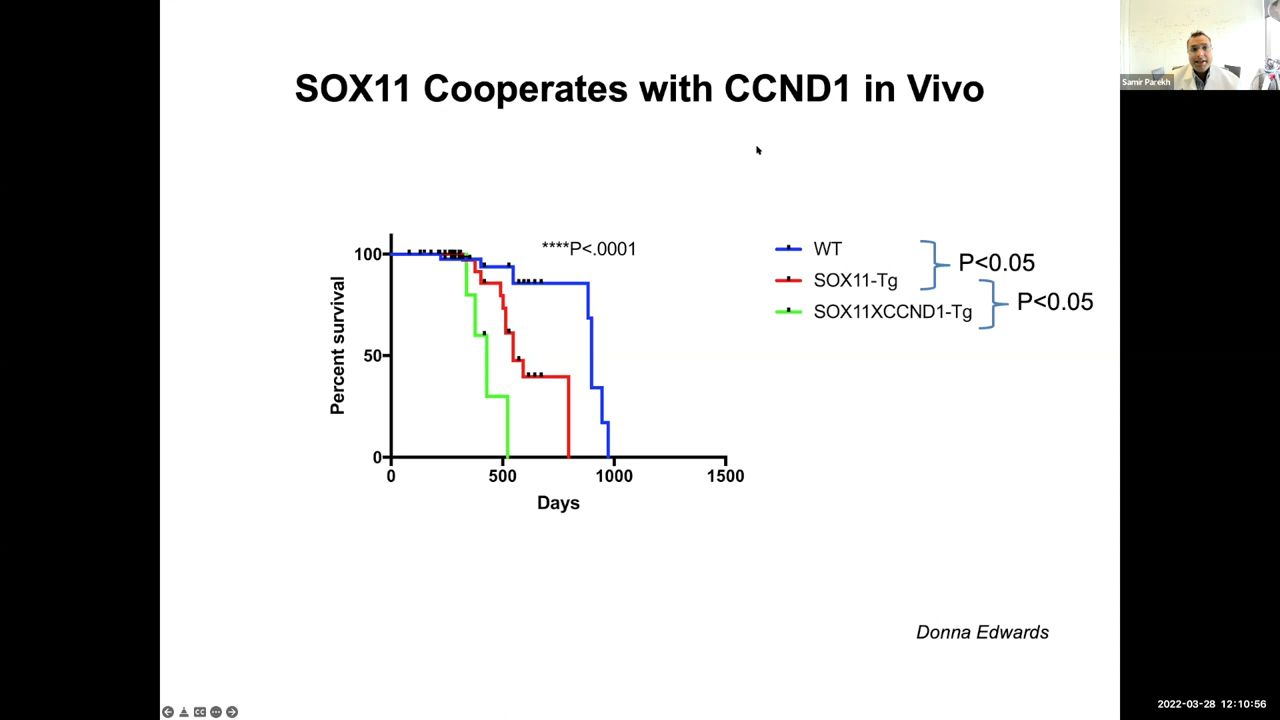 SOX11 Cooperates with CCND1 in Vivo
Samir Parekh
****P<.0001
100
50
0
Percent survival
0 500 1000 1500
Days
WT
SOX11-Tg
SOX11XCCND1-Tg
P<0.05
P<0.05
Donna Edwards
CC
2022-03-28 12:10:56